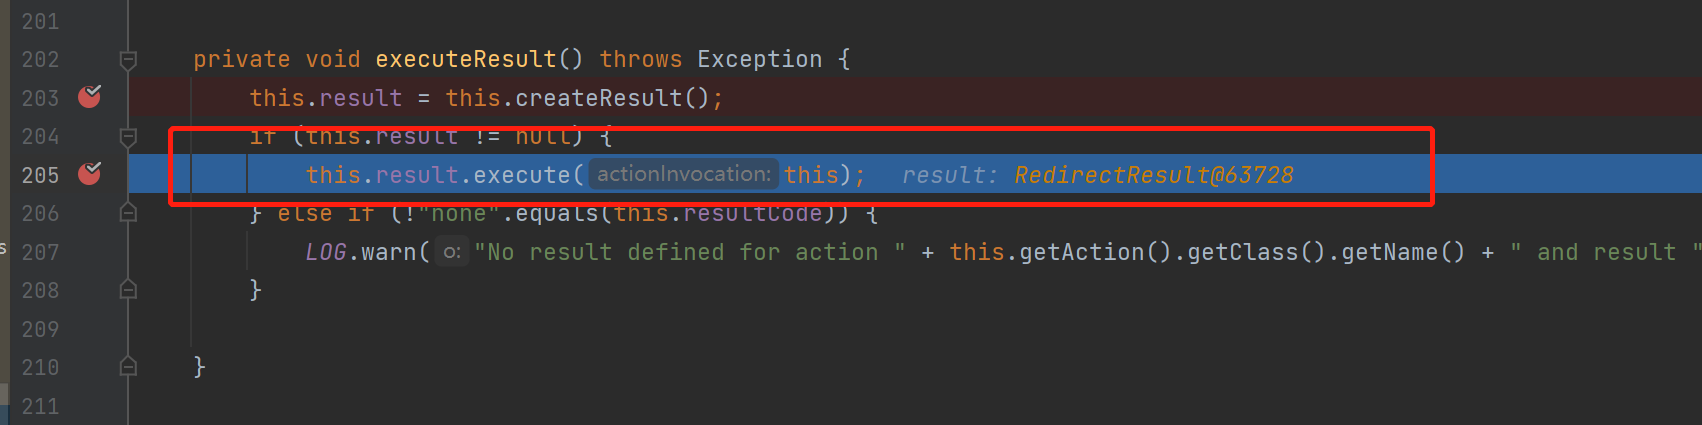 201
202 private void executeResult() throws Exception {
203 this.result = this.createResult();
204 if (this.result != null) {
205 this.result.execute( actionInvocation: this); result: RedirectResult@63728
206 } else if (!"none".equals(this.resultCode)) {
s
207 LOG.warn( o: "No result defined for action " + this.getAction().getClass().getName() + " and result "
208 }
209
210 }
211